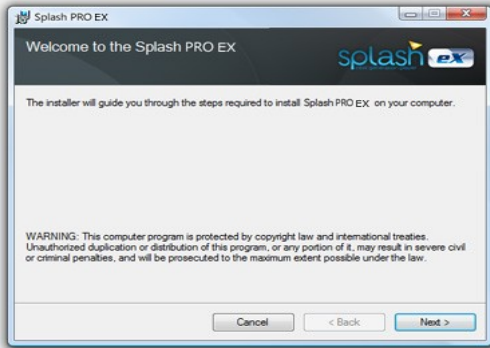 Splash PRO EX
Welcome to the Splash PRO EX
splash ex
The installer will guide you through the steps required to install Splash PRO EX on your computer.
WARNING: This computer program is protected by copyright law and international treaties.
Unauthorized duplication or distribution of this program, or any portion of it, may result in severe civil
or criminal penalties, and will be prosecuted to the maximum extent possible under the law.
Cancel < Back Next >